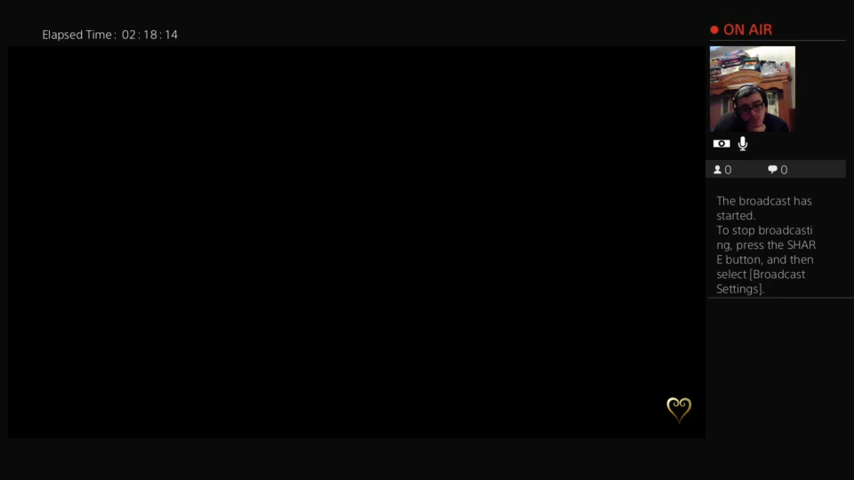 Elapsed Time: 02:18:14
ON AIR
0
0
The broadcast has
started.
To stop broadcasti
ng, press the SHAR
E button, and then
select [Broadcast
Settings].